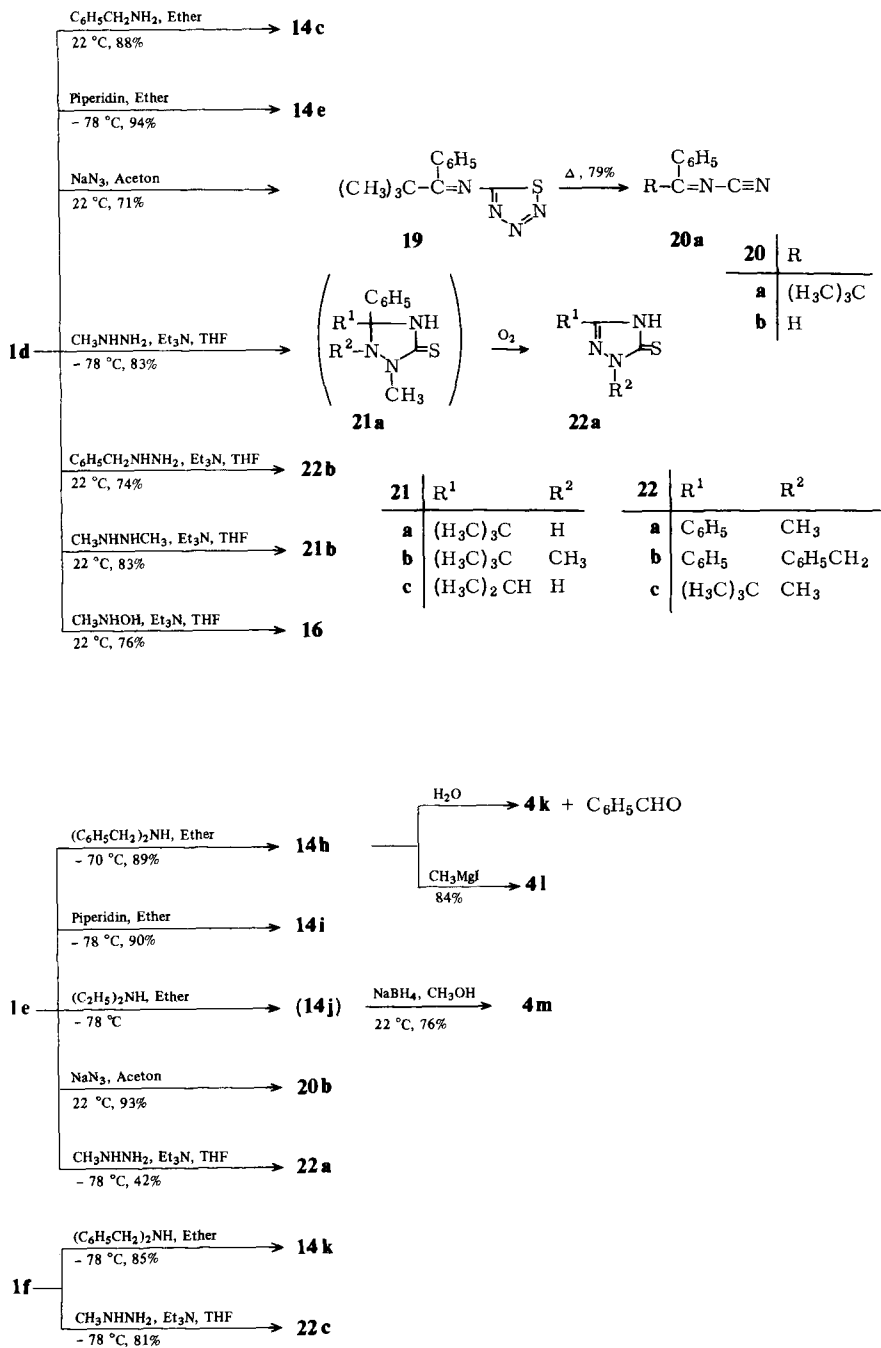 C6H5CH2NH2, Ether
22 °C, 88%
14c
Piperidin, Ether
– 78 °C, 94%
14e
NaN3, Aceton
22 °C, 71%
C6H5
(CH3)3C–C=N
S
N
N
N
19
Δ, 79%
C6H5
R–C=N–C≡N
20a
20 R
a (H3C)3C
b H
1d
CH3NHNH2, Et3N, THF
– 78 °C, 83%
C6H5
R1
NH
R2–N
S
N
CH3
21a
O2
R1
NH
N
S
N
R2
22a
C6H5CH2NHNH2, Et3N, THF
22 °C, 74%
22b
CH3NHNHCH3, Et3N, THF
22 °C, 83%
21b
CH3NHOH, Et3N, THF
22 °C, 76%
16
21 R1 R2
a (H3C)3C H
b (H3C)3C CH3
c (H3C)2CH H
22 R1 R2
a C6H5 CH3
b C6H5 C6H5CH2
c (H3C)3C CH3
1e
(C6H5CH2)2NH, Ether
– 70 °C, 89%
14h
H2O
4k + C6H5CHO
CH3MgI
84%
4l
Piperidin, Ether
– 78 °C, 90%
14i
(C2H5)2NH, Ether
– 78 °C
(14j)
NaBH4, CH3OH
22 °C, 76%
4m
NaN3, Aceton
22 °C, 93%
20b
CH3NHNH2, Et3N, THF
– 78 °C, 42%
22a
1f
(C6H5CH2)2NH, Ether
– 78 °C, 85%
14k
CH3NHNH2, Et3N, THF
– 78 °C, 81%
22c